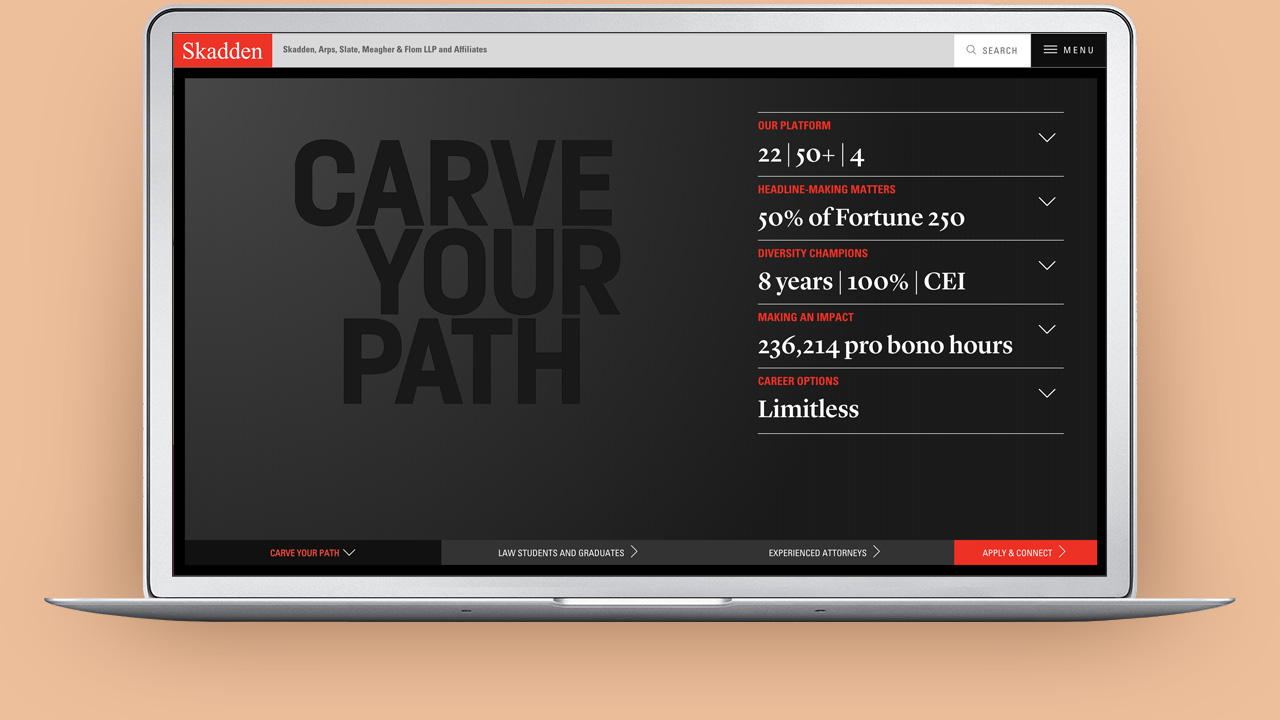 Skadden
Skadden, Arps, Slate, Meagher & Flom LLP and Affiliates
SEARCH
MENU
CARVE
YOUR
PATH
OUR PLATFORM
22 | 50+ | 4
HEADLINE-MAKING MATTERS
50% of Fortune 250
DIVERSITY CHAMPIONS
8 years | 100% | CEI
MAKING AN IMPACT
236,214 pro bono hours
CAREER OPTIONS
Limitless
CARVE YOUR PATH
LAW STUDENTS AND GRADUATES
EXPERIENCED ATTORNEYS
APPLY & CONNECT